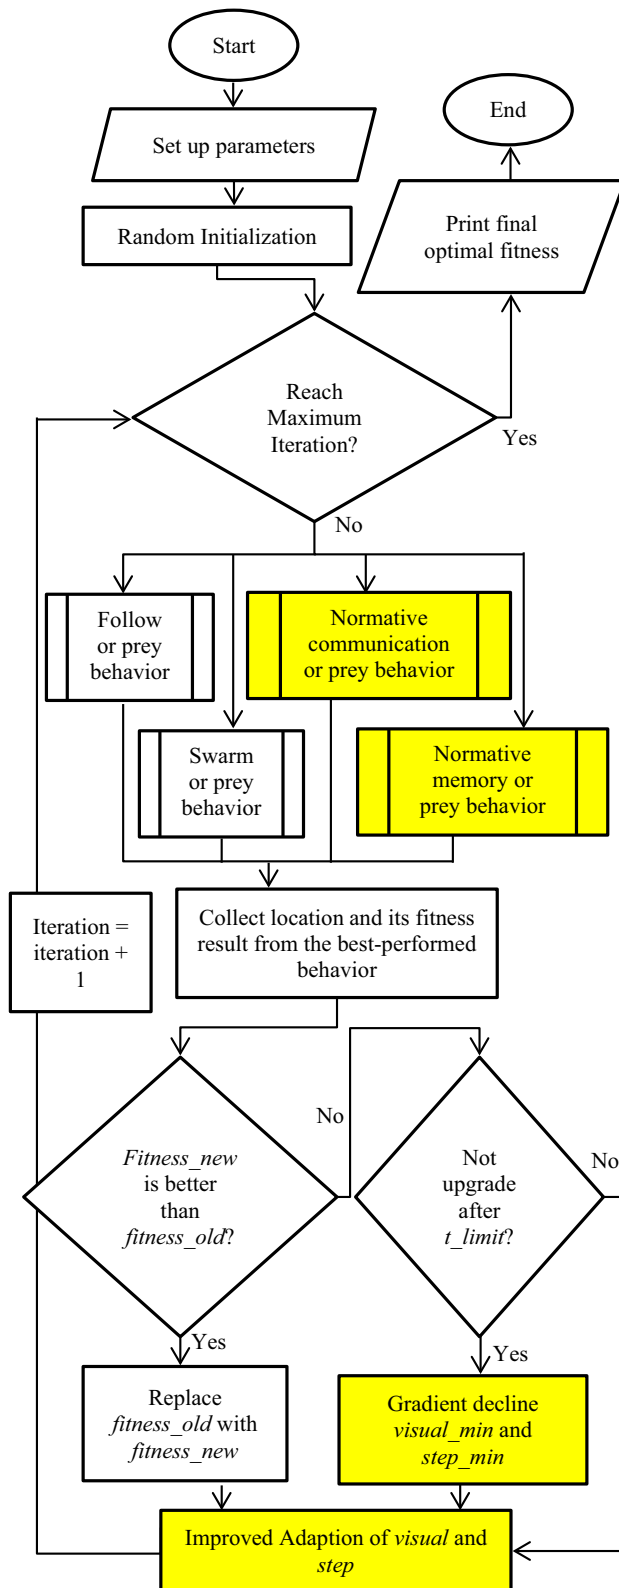 Start
Set up parameters
Random Initialization
End
Print final
optimal fitness
Reach
Maximum
Iteration?
Yes
No
Follow
or prey
behavior
Normative
communication
or prey behavior
Swarm
or prey
behavior
Normative
memory or
prey behavior
Iteration =
iteration +
1
Collect location and its fitness
result from the best-performed
behavior
Fitness_new
is better
than
fitness_old?
No
Not
upgrade
after
t_limit?
No
Yes
Yes
Replace
fitness_old with
fitness_new
Gradient decline
visual_min and
step_min
Improved Adaption of visual and
step